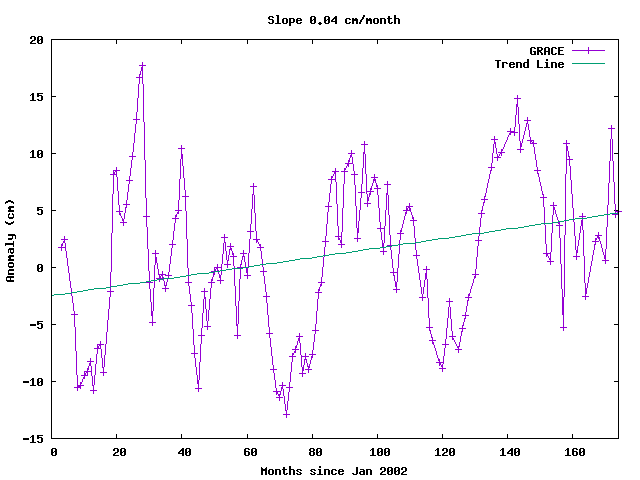 Slope 0.04 cm/month
GRACE
Trend Line
20
15
10
5
0
-5
-10
-15
Anomaly (cm)
0 20 40 60 80 100 120 140 160
Months since Jan 2002